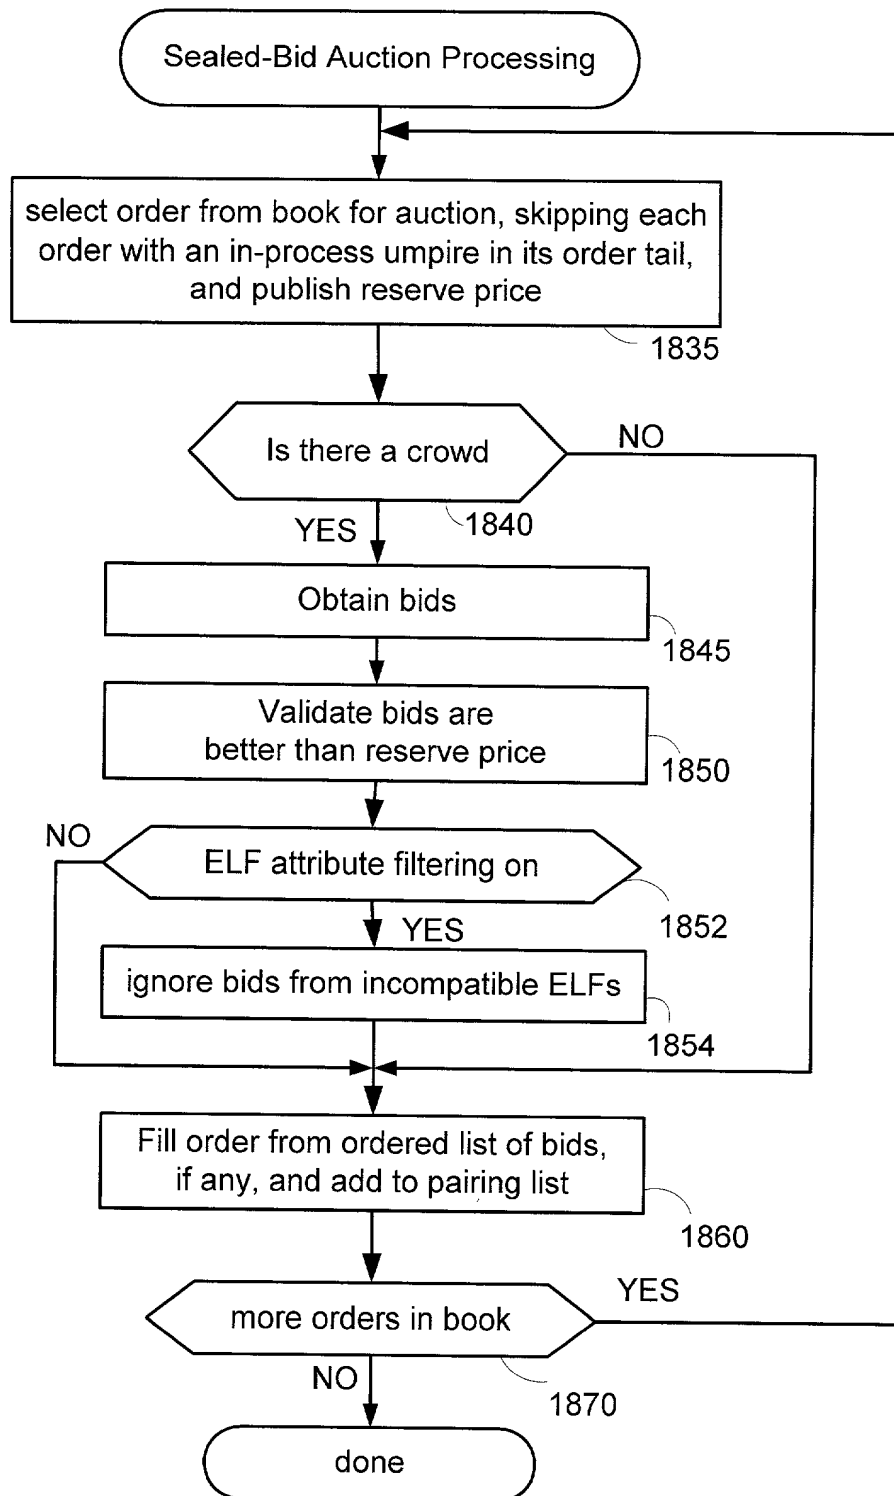 Sealed-Bid Auction Processing
select order from book for auction, skipping each
order with an in-process umpire in its order tail,
and publish reserve price
1835
Is there a crowd
NO
YES
1840
Obtain bids
1845
Validate bids are
better than reserve price
1850
NO
ELF attribute filtering on
1852
YES
ignore bids from incompatible ELFs
1854
Fill order from ordered list of bids,
if any, and add to pairing list
1860
YES
more orders in book
NO
1870
done